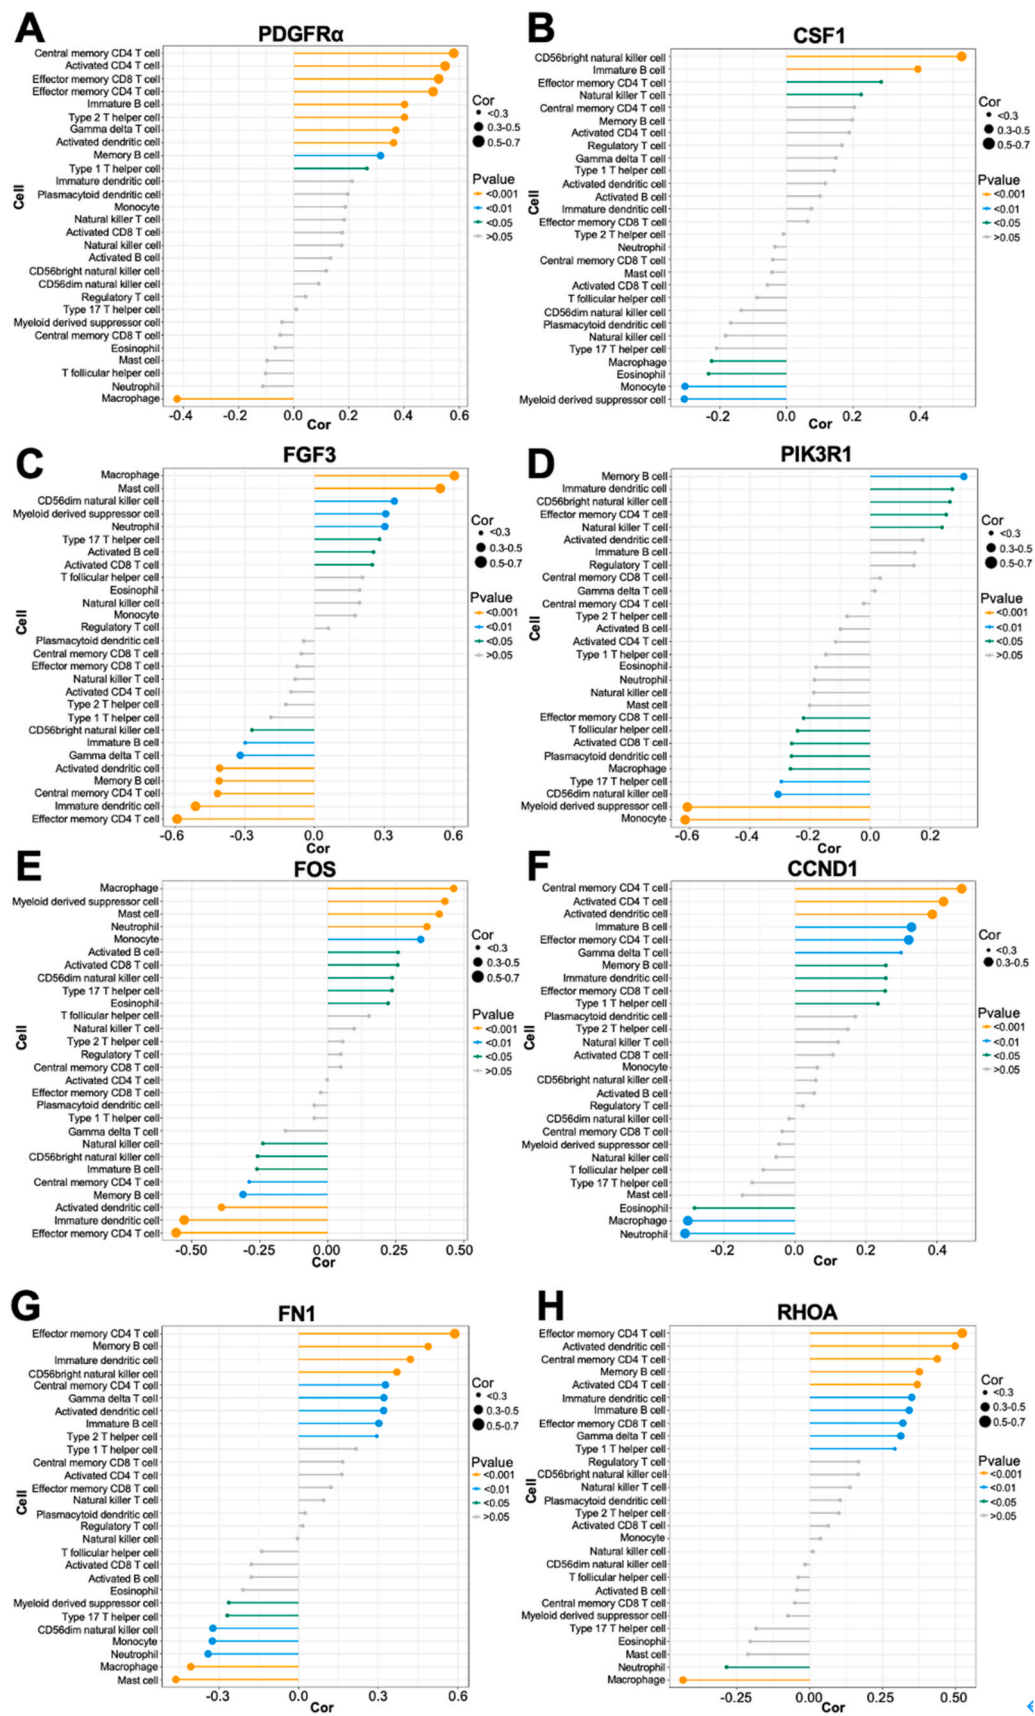 A
PDGFRα
Central memory CD4 T cell
Activated CD4 T cell
Effector memory CD8 T cell
Effector memory CD4 T cell
Immature B cell
Type 2 T helper cell
Gamma delta T cell
Activated dendritic cell
Memory B cell
Type 1 T helper cell
Immature dendritic cell
Plasmacytoid dendritic cell
Monocyte
Natural killer T cell
Activated CD8 T cell
Natural killer cell
Activated B cell
CD56bright natural killer cell
CD56dim natural killer cell
Regulatory T cell
Type 17 T helper cell
Myeloid derived suppressor cell
Central memory CD8 T cell
Eosinophil
Mast cell
T follicular helper cell
Neutrophil
Macrophage
Cell
-0.4 -0.2 0.0 0.2 0.4 0.6
Cor
Cor
<0.3
0.3-0.5
0.5-0.7
Pvalue
<0.001
<0.01
<0.05
>0.05
B
CSF1
CD56bright natural killer cell
Immature B cell
Effector memory CD4 T cell
Natural killer T cell
Central memory CD4 T cell
Memory B cell
Activated CD4 T cell
Regulatory T cell
Gamma delta T cell
Type 1 T helper cell
Activated dendritic cell
Activated B cell
Immature dendritic cell
Effector memory CD8 T cell
Type 2 T helper cell
Neutrophil
Central memory CD8 T cell
Mast cell
Activated CD8 T cell
T follicular helper cell
CD56dim natural killer cell
Plasmacytoid dendritic cell
Natural killer cell
Type 17 T helper cell
Macrophage
Eosinophil
Monocyte
Myeloid derived suppressor cell
Cell
-0.2 0.0 0.2 0.4
Cor
Cor
<0.3
0.3-0.5
0.5-0.7
Pvalue
<0.001
<0.01
<0.05
>0.05
C
FGF3
Macrophage
Mast cell
CD56dim natural killer cell
Myeloid derived suppressor cell
Neutrophil
Type 17 T helper cell
Activated B cell
Activated CD8 T cell
T follicular helper cell
Eosinophil
Natural killer cell
Monocyte
Regulatory T cell
Plasmacytoid dendritic cell
Central memory CD8 T cell
Effector memory CD8 T cell
Natural killer T cell
Activated CD4 T cell
Type 2 T helper cell
Type 1 T helper cell
CD56bright natural killer cell
Immature B cell
Gamma delta T cell
Activated dendritic cell
Memory B cell
Central memory CD4 T cell
Immature dendritic cell
Effector memory CD4 T cell
Cell
-0.6 -0.3 0.0 0.3 0.6
Cor
Cor
<0.3
0.3-0.5
0.5-0.7
Pvalue
<0.001
<0.01
<0.05
>0.05
D
PIK3R1
Memory B cell
Immature dendritic cell
CD56bright natural killer cell
Effector memory CD4 T cell
Natural killer T cell
Activated dendritic cell
Immature B cell
Regulatory T cell
Central memory CD8 T cell
Gamma delta T cell
Central memory CD4 T cell
Type 2 T helper cell
Activated B cell
Activated CD4 T cell
Type 1 T helper cell
Eosinophil
Neutrophil
Natural killer cell
Mast cell
Effector memory CD8 T cell
T follicular helper cell
Activated CD8 T cell
Plasmacytoid dendritic cell
Macrophage
Type 17 T helper cell
CD56dim natural killer cell
Myeloid derived suppressor cell
Monocyte
Cell
-0.6 -0.4 -0.2 0.0 0.2
Cor
Cor
<0.3
0.3-0.5
0.5-0.7
Pvalue
<0.001
<0.01
<0.05
>0.05
E
FOS
Macrophage
Myeloid derived suppressor cell
Mast cell
Neutrophil
Monocyte
Activated B cell
Activated CD8 T cell
CD56dim natural killer cell
Type 17 T helper cell
Eosinophil
T follicular helper cell
Natural killer T cell
Type 2 T helper cell
Regulatory T cell
Central memory CD8 T cell
Activated CD4 T cell
Effector memory CD8 T cell
Plasmacytoid dendritic cell
Type 1 T helper cell
Gamma delta T cell
Natural killer cell
CD56bright natural killer cell
Immature B cell
Central memory CD4 T cell
Memory B cell
Activated dendritic cell
Immature dendritic cell
Effector memory CD4 T cell
Cell
-0.50 -0.25 0.00 0.25 0.50
Cor
Cor
<0.3
0.3-0.5
0.5-0.7
Pvalue
<0.001
<0.01
<0.05
>0.05
F
CCND1
Central memory CD4 T cell
Activated CD4 T cell
Activated dendritic cell
Immature B cell
Effector memory CD4 T cell
Gamma delta T cell
Memory B cell
Immature dendritic cell
Effector memory CD8 T cell
Type 1 T helper cell
Plasmacytoid dendritic cell
Type 2 T helper cell
Natural killer T cell
Activated CD8 T cell
Monocyte
CD56bright natural killer cell
Activated B cell
Regulatory T cell
CD56dim natural killer cell
Central memory CD8 T cell
Myeloid derived suppressor cell
Natural killer cell
T follicular helper cell
Type 17 T helper cell
Mast cell
Eosinophil
Macrophage
Neutrophil
Cell
-0.2 0.0 0.2 0.4
Cor
Cor
<0.3
0.3-0.5
Pvalue
<0.001
<0.01
<0.05
>0.05
G
FN1
Effector memory CD4 T cell
Memory B cell
Immature dendritic cell
CD56bright natural killer cell
Central memory CD4 T cell
Gamma delta T cell
Activated dendritic cell
Immature B cell
Type 2 T helper cell
Type 1 T helper cell
Central memory CD8 T cell
Activated CD4 T cell
Effector memory CD8 T cell
Natural killer T cell
Plasmacytoid dendritic cell
Regulatory T cell
Natural killer cell
T follicular helper cell
Activated CD8 T cell
Activated B cell
Eosinophil
Myeloid derived suppressor cell
Type 17 T helper cell
CD56dim natural killer cell
Monocyte
Neutrophil
Macrophage
Mast cell
Cell
-0.3 0.0 0.3 0.6
Cor
Cor
<0.3
0.3-0.5
0.5-0.7
Pvalue
<0.001
<0.01
<0.05
>0.05
H
RHOA
Effector memory CD4 T cell
Activated dendritic cell
Central memory CD4 T cell
Memory B cell
Activated CD4 T cell
Immature dendritic cell
Immature B cell
Effector memory CD8 T cell
Gamma delta T cell
Type 1 T helper cell
Regulatory T cell
CD56bright natural killer cell
Natural killer T cell
Plasmacytoid dendritic cell
Type 2 T helper cell
Activated CD8 T cell
Monocyte
Natural killer cell
CD56dim natural killer cell
T follicular helper cell
Activated B cell
Central memory CD8 T cell
Myeloid derived suppressor cell
Type 17 T helper cell
Eosinophil
Mast cell
Neutrophil
Macrophage
Cell
-0.25 0.00 0.25 0.50
Cor
Cor
<0.3
0.3-0.5
0.5-0.7
Pvalue
<0.001
<0.01
<0.05
>0.05